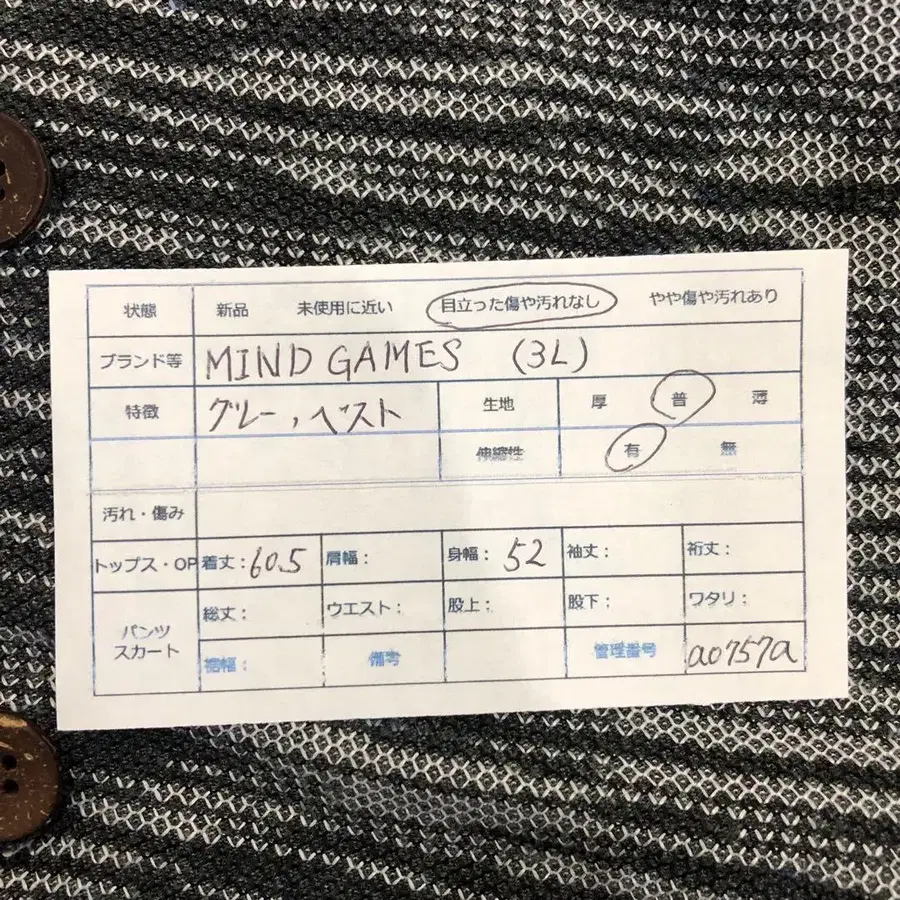 状態 新品 未使用に近い 目立った傷や汚れなし やや傷や汚れあり
ブランド等 MIND GAMES (3L)
特徴 グレー, ベスト 生地 厚 普 薄
伸縮性 有 無
汚れ・傷み
トップス・OP 着丈：60.5 肩幅： 身幅：52 袖丈： 裄丈：
パンツ スカート 総丈： ウエスト： 股上： 股下： ワタリ：
裾幅： 備考 管理番号 a0757a